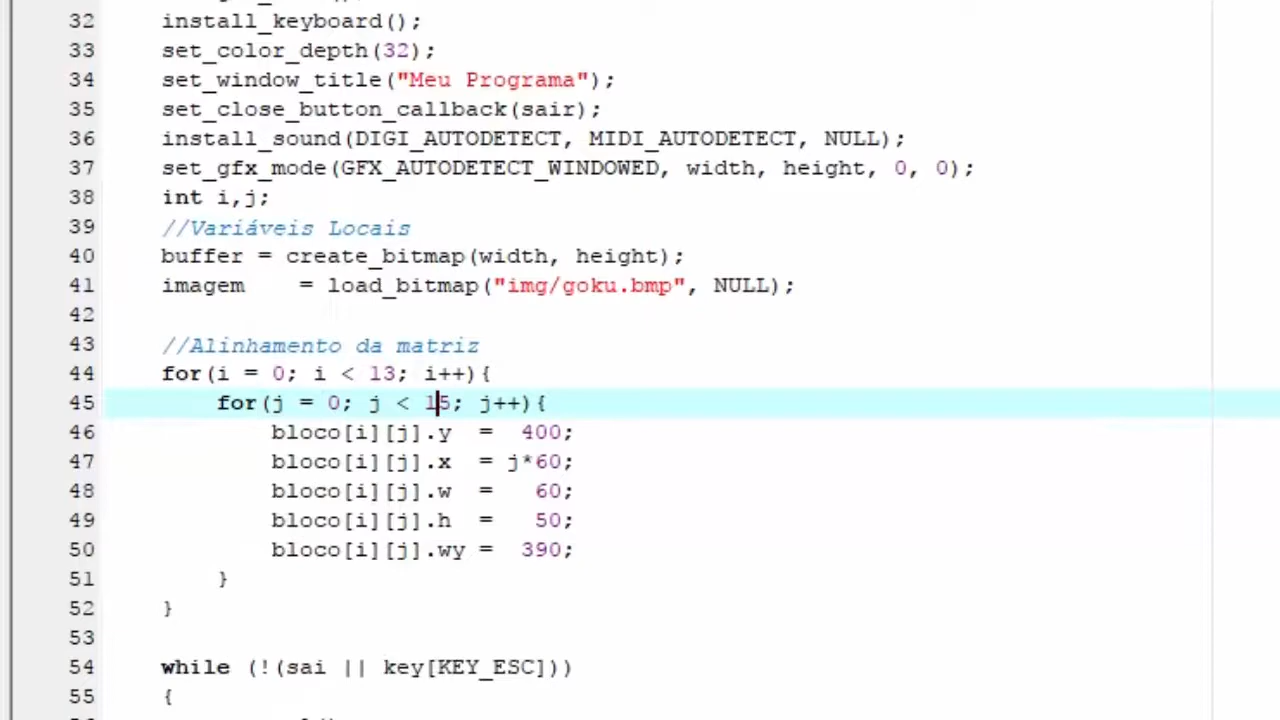 32 install_keyboard();
33 set_color_depth(32);
34 set_window_title("Meu Programa");
35 set_close_button_callback(sair);
36 install_sound(DIGI_AUTODETECT, MIDI_AUTODETECT, NULL);
37 set_gfx_mode(GFX_AUTODETECT_WINDOWED, width, height, 0, 0);
38 int i,j;
39 //Variáveis Locais
40 buffer = create_bitmap(width, height);
41 imagem    = load_bitmap("img/goku.bmp", NULL);
42
43 //Alinhamento da matriz
44 for(i = 0; i < 13; i++){
45     for(j = 0; j < 15; j++){
46         bloco[i][j].y  =  400;
47         bloco[i][j].x  = j*60;
48         bloco[i][j].w  =   60;
49         bloco[i][j].h  =   50;
50         bloco[i][j].wy =  390;
51     }
52 }
53
54 while (!(sai || key[KEY_ESC]))
55 {